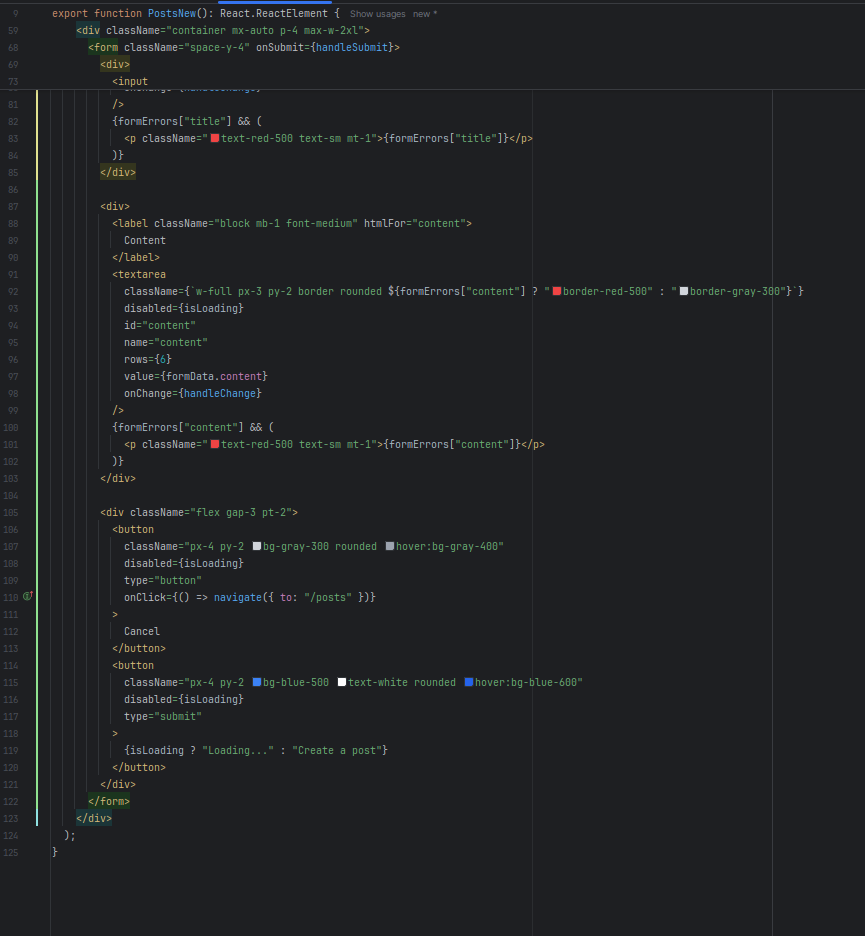 9 export function PostsNew(): React.ReactElement { Show usages new *
59 <div className="container mx-auto p-4 max-w-2xl">
68 <form className="space-y-4" onSubmit={handleSubmit}>
69 <div>
73 <input
81 />
82 {formErrors["title"] && (
83 <p className="text-red-500 text-sm mt-1">{formErrors["title"]}</p>
84 )}
85 </div>
86
87 <div>
88 <label className="block mb-1 font-medium" htmlFor="content">
89 Content
90 </label>
91 <textarea
92 className={`w-full px-3 py-2 border rounded ${formErrors["content"] ? "border-red-500" : "border-gray-300"}`}
93 disabled={isLoading}
94 id="content"
95 name="content"
96 rows={6}
97 value={formData.content}
98 onChange={handleChange}
99 />
100 {formErrors["content"] && (
101 <p className="text-red-500 text-sm mt-1">{formErrors["content"]}</p>
102 )}
103 </div>
104
105 <div className="flex gap-3 pt-2">
106 <button
107 className="px-4 py-2 bg-gray-300 rounded hover:bg-gray-400"
108 disabled={isLoading}
109 type="button"
110 onClick={() => navigate({ to: "/posts" })}
111 >
112 Cancel
113 </button>
114 <button
115 className="px-4 py-2 bg-blue-500 text-white rounded hover:bg-blue-600"
116 disabled={isLoading}
117 type="submit"
118 >
119 {isLoading ? "Loading..." : "Create a post"}
120 </button>
121 </div>
122 </form>
123 </div>
124 );
125 }